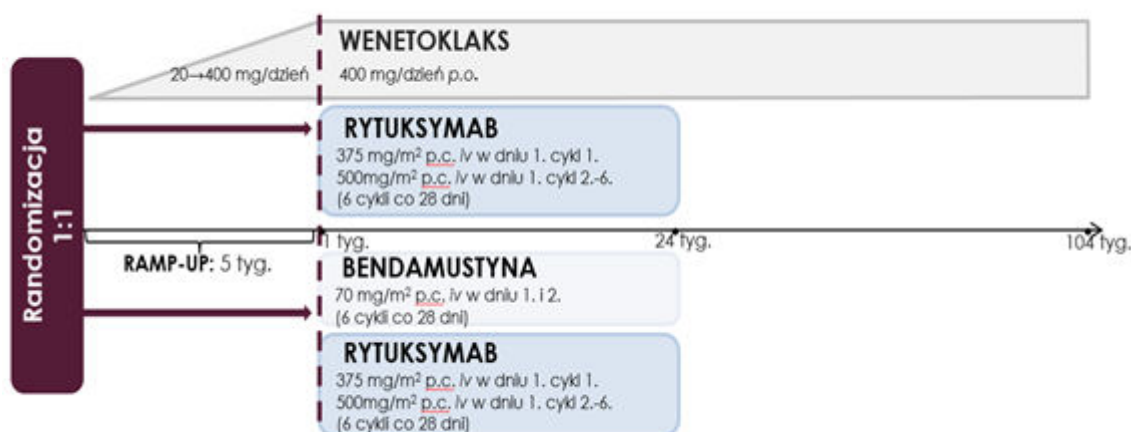 Randomizacja
1:1
WENETOKLAKS
20→400 mg/dzień
400 mg/dzień p.o.
RYTUKSYMAB
375 mg/m² p.c. iv w dniu 1. cykl 1.
500mg/m² p.c. iv w dniu 1. cykl 2.-6.
(6 cykli co 28 dni)
1 tyg.
24 tyg.
104 tyg.
RAMP-UP: 5 tyg.
BENDAMUSTYNA
70 mg/m² p.c. iv w dniu 1. i 2.
(6 cykli co 28 dni)
RYTUKSYMAB
375 mg/m² p.c. iv w dniu 1. cykl 1.
500mg/m² p.c. iv w dniu 1. cykl 2.-6.
(6 cykli co 28 dni)